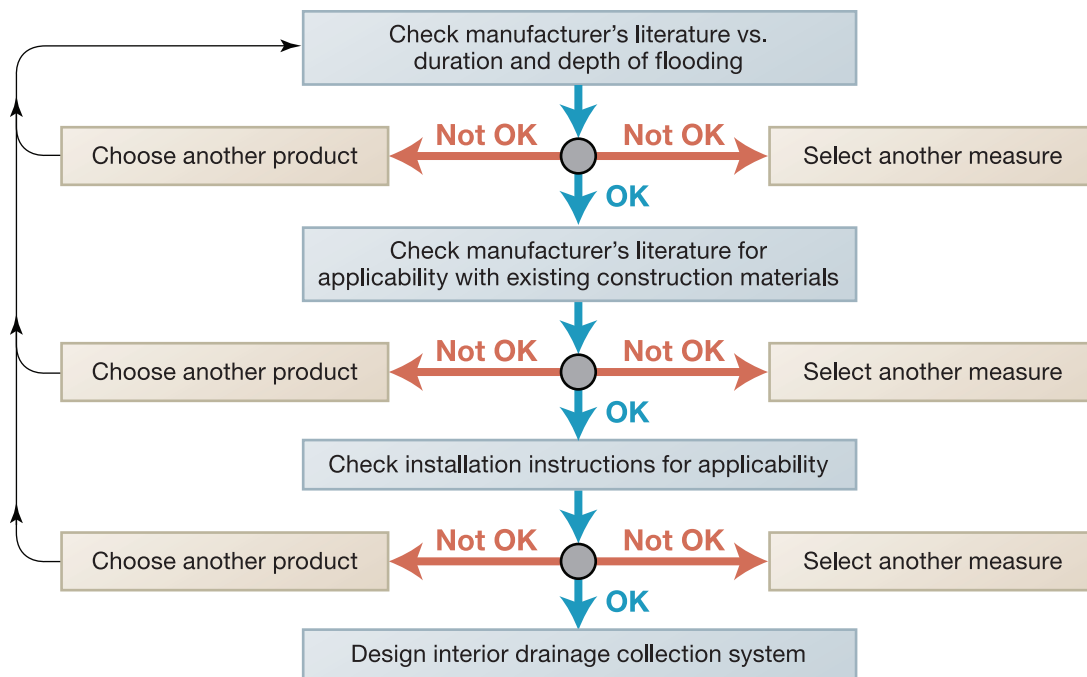 Check manufacturer's literature vs.
duration and depth of flooding
Not OK
Not OK
Choose another product
Select another measure
OK
Check manufacturer's literature for
applicability with existing construction materials
Not OK
Not OK
Choose another product
Select another measure
OK
Check installation instructions for applicability
Not OK
Not OK
Choose another product
Select another measure
OK
Design interior drainage collection system